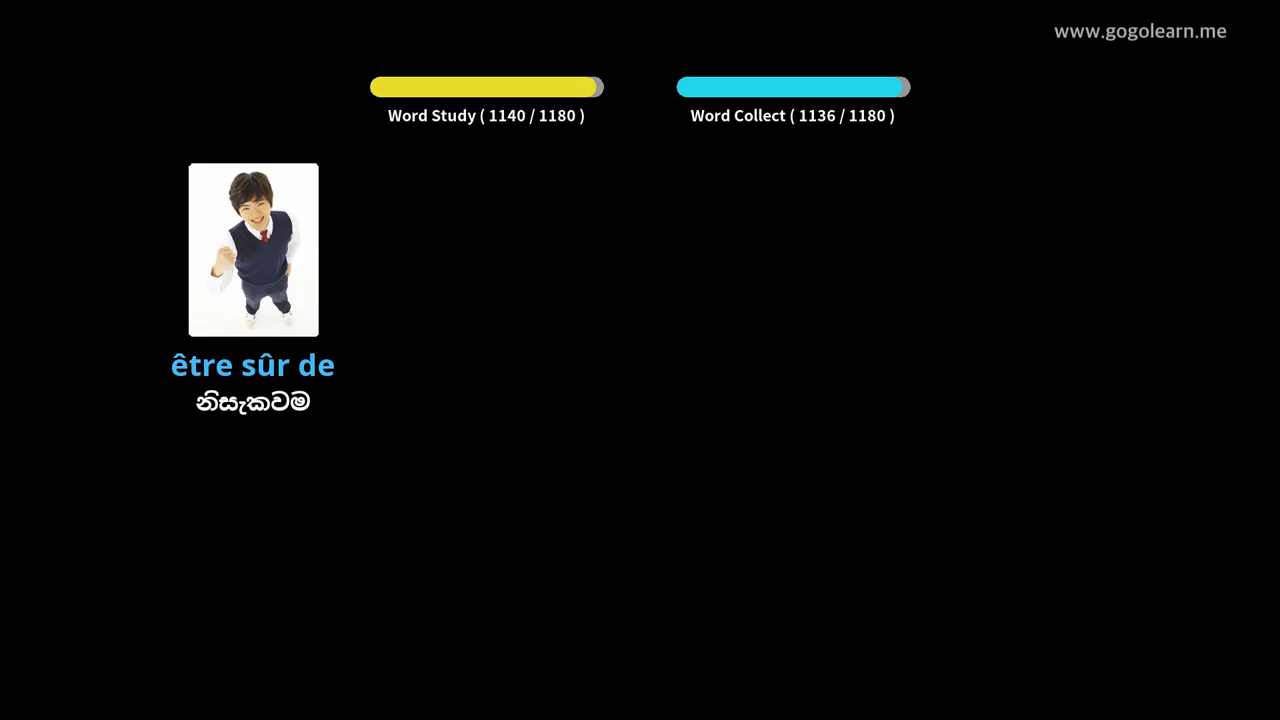 www.gogolearn.me
Word Study ( 1140 / 1180 )
Word Collect ( 1136 / 1180 )
être sûr de
නිසැකවම